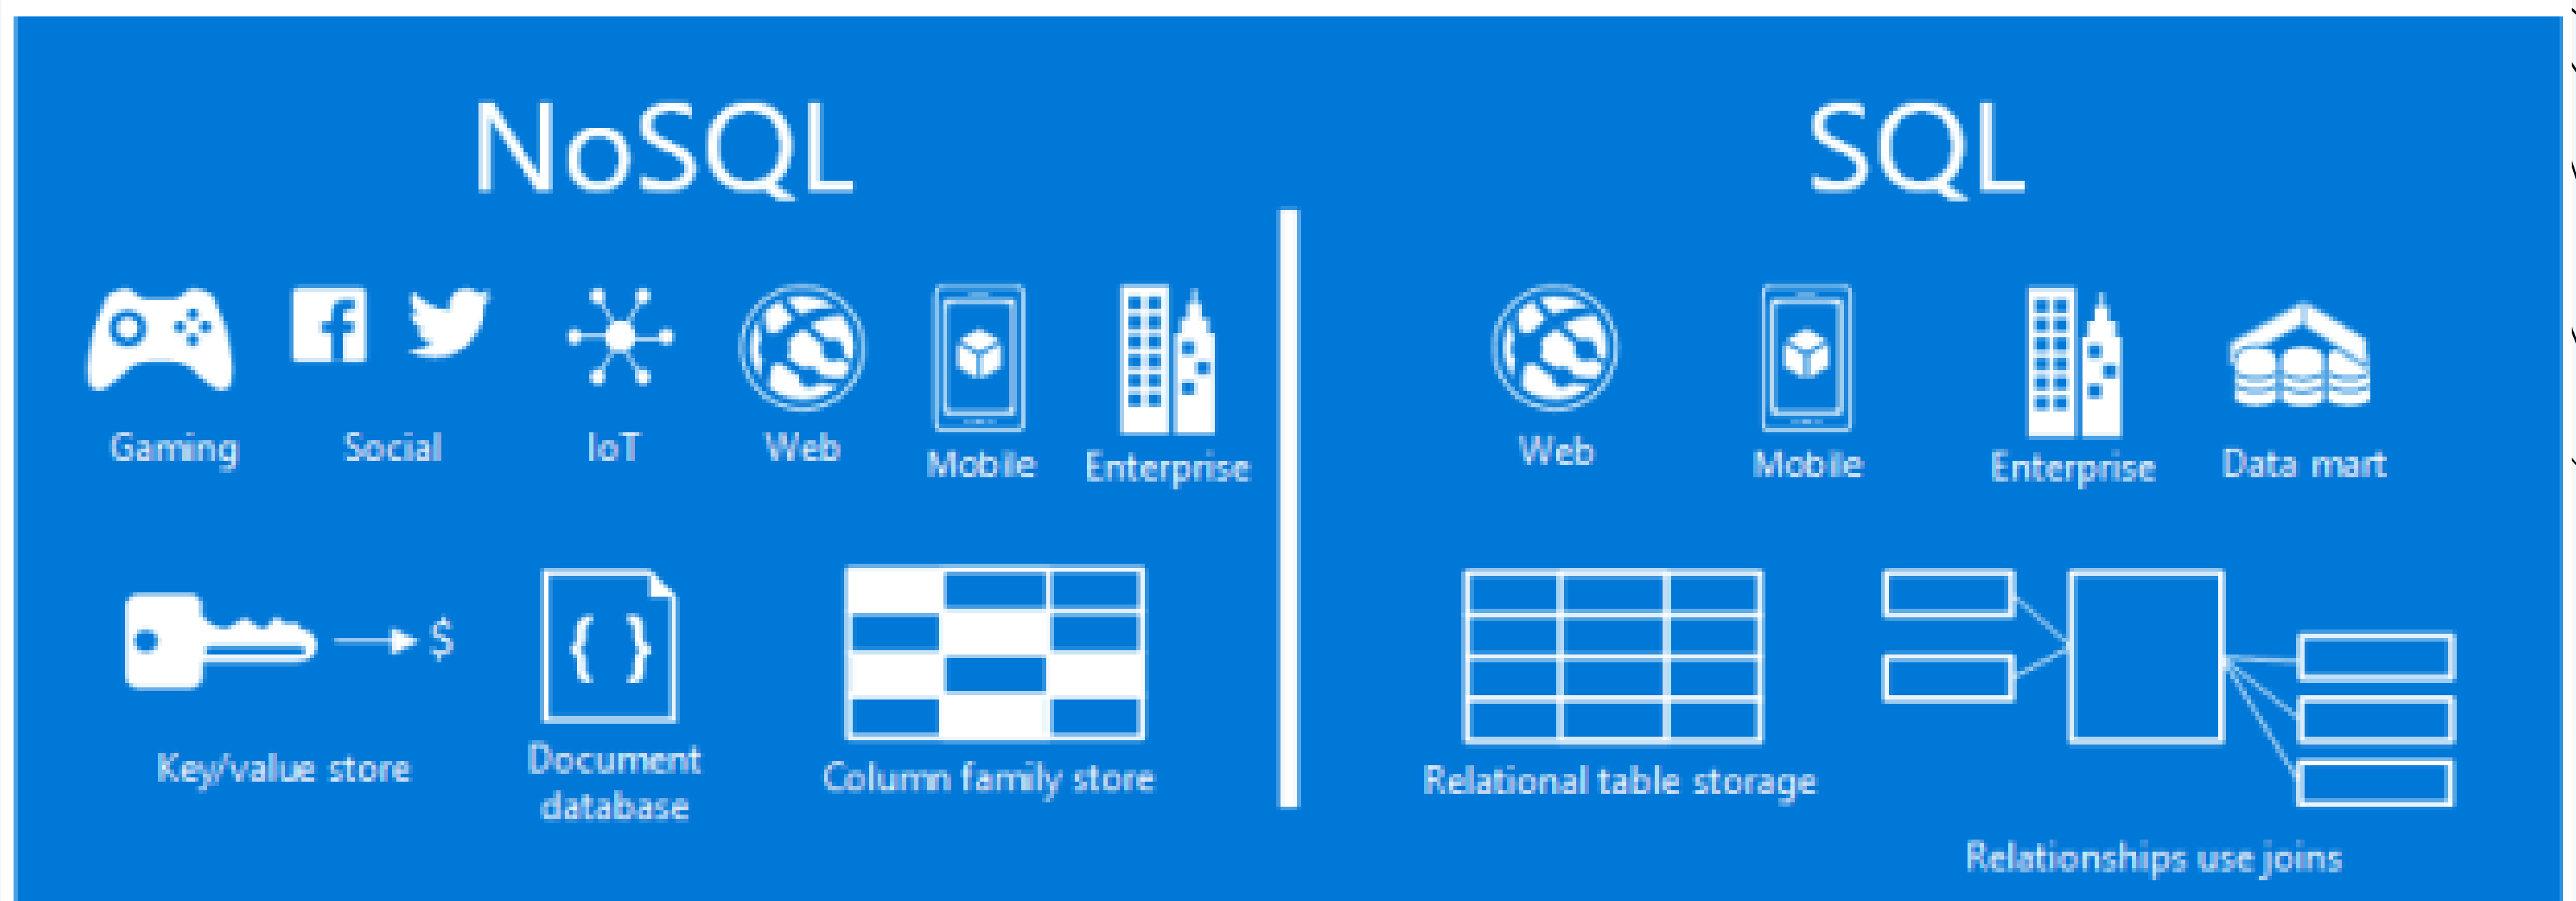 NoSQL
Gaming
Social
IoT
Web
Mobile
Enterprise
$
{ }
Key/value store
Document
database
Column family store
SQL
Web
Mobile
Enterprise
Data mart
Relational table storage
Relationships use joins